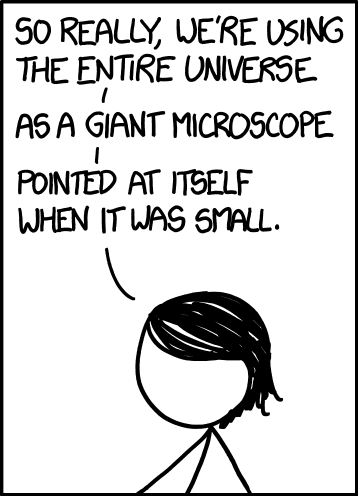 SO REALLY, WE'RE USING
THE ENTIRE UNIVERSE
AS A GIANT MICROSCOPE
POINTED AT ITSELF
WHEN IT WAS SMALL.